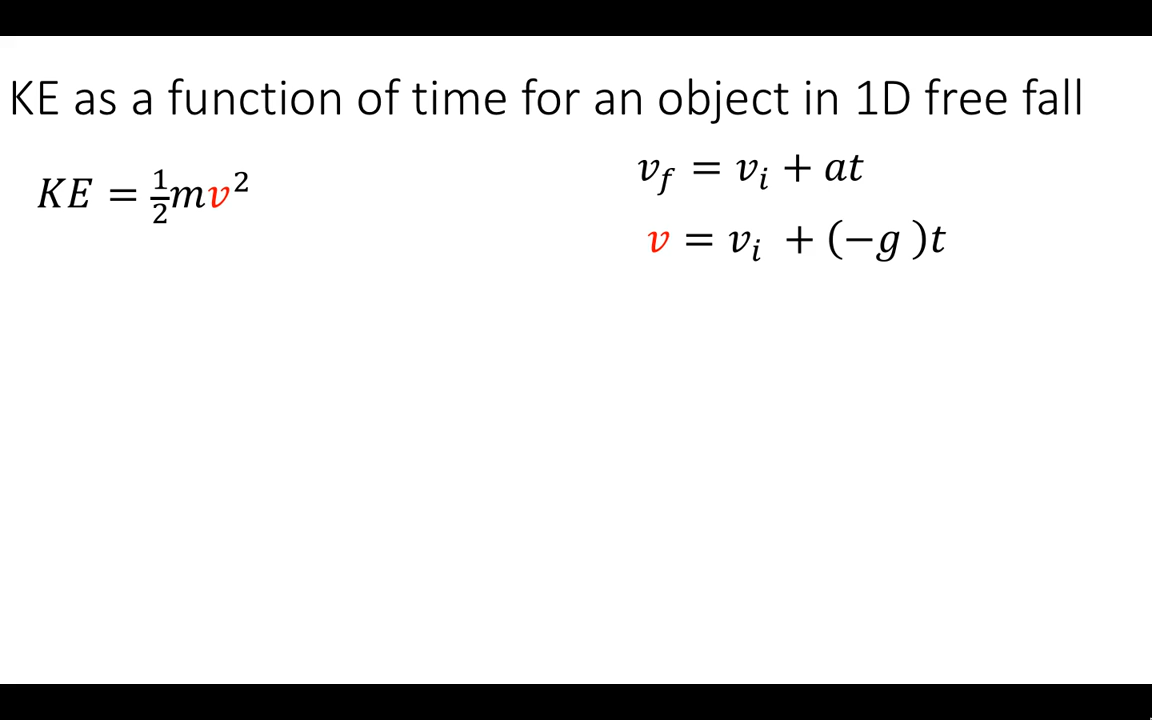 KE as a function of time for an object in 1D free fall
KE = ½mv²
v_f = v_i + at
v = v_i + (−g )t